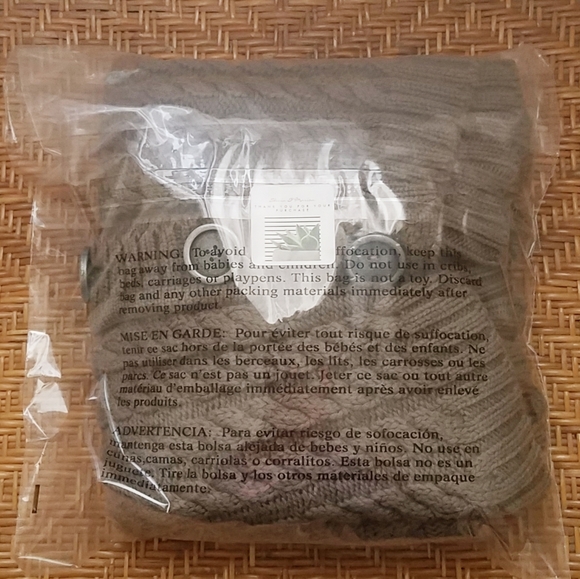 WARNING: To avoid suffocation, keep this
bag away from babies and children. Do not use in cribs,
beds, carriages or playpens. This bag is not a toy. Discard
bag and any other packing materials immediately after
removing product.
MISE EN GARDE: Pour éviter tout risque de suffocation,
tenir ce sac hors de la portée des bébés et des enfants. Ne
pas utiliser dans les berceaux, les lits, les carrosses ou les
parcs. Ce sac n'est pas un jouet. Jeter ce sac ou tout autre
matériau d'emballage immédiatement après avoir enlevé
les produits.
ADVERTENCIA: Para evitar riesgo de sofocación,
mantenga esta bolsa alejada de bebes y niños. No use en
cunas,camas, carriolas o corralitos. Esta bolsa no es un
juguete. Tire la bolsa y los otros materiales de empaque
immediatamente.